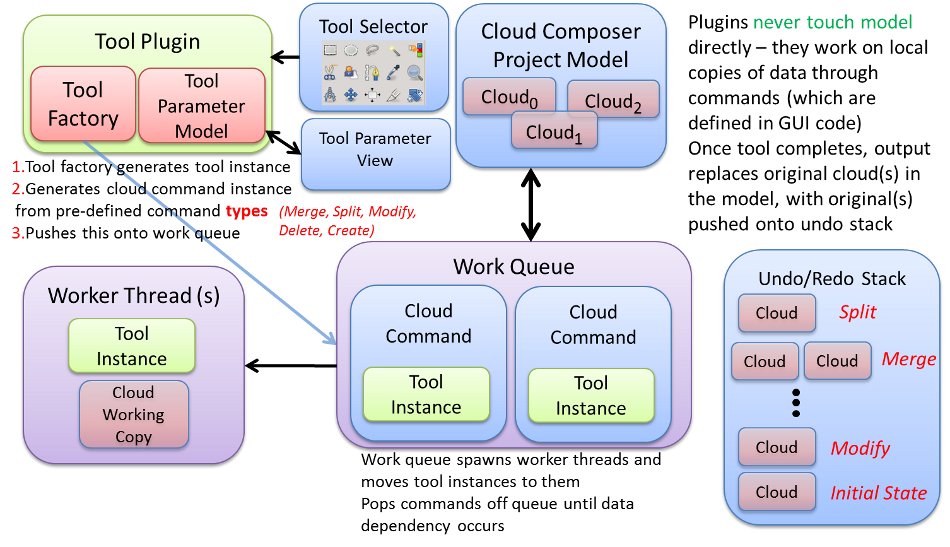 Tool Plugin
Tool
Factory
Tool
Parameter
Model
Tool Selector
Tool Parameter
View
Cloud Composer
Project Model
Cloud0
Cloud2
Cloud1
Plugins never touch model
directly – they work on local
copies of data through
commands (which are
defined in GUI code)
Once tool completes, output
replaces original cloud(s) in
the model, with original(s)
pushed onto undo stack
1.Tool factory generates tool instance
2.Generates cloud command instance
from pre-defined command types (Merge, Split, Modify,
Delete, Create)
3.Pushes this onto work queue
Worker Thread (s)
Tool
Instance
Cloud
Working
Copy
Work Queue
Cloud
Command
Tool
Instance
Cloud
Command
Tool
Instance
Work queue spawns worker threads and
moves tool instances to them
Pops commands off queue until data
dependency occurs
Undo/Redo Stack
Cloud Split
Cloud Cloud Merge
Cloud Modify
Cloud Initial State